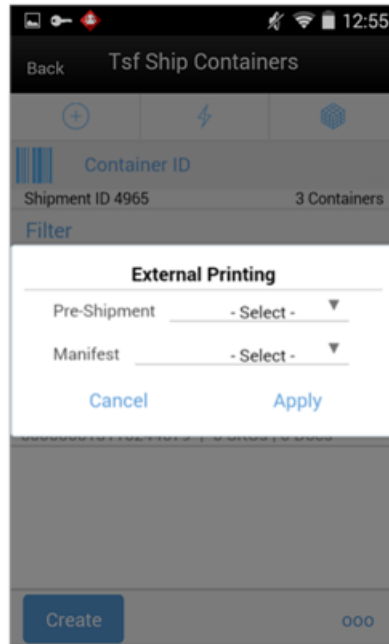 12:55
Back Tsf Ship Containers
Container ID
Shipment ID 4965 3 Containers
Filter
External Printing
Pre-Shipment - Select -
Manifest - Select -
Cancel Apply
Create ooo